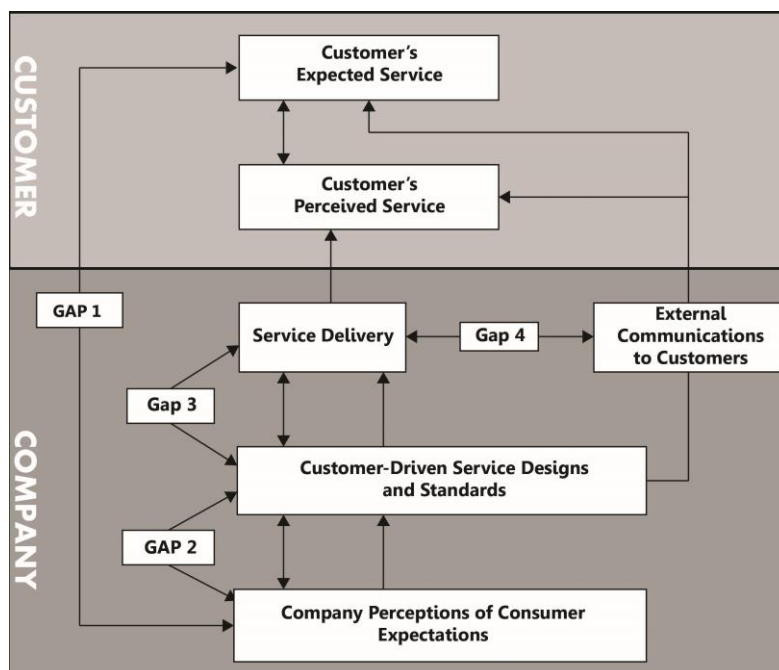 CUSTOMER
Customer's
Expected Service
Customer's
Perceived Service
GAP 1
COMPANY
Service Delivery
Gap 4
External
Communications
to Customers
Gap 3
Customer-Driven Service Designs
and Standards
GAP 2
Company Perceptions of Consumer
Expectations